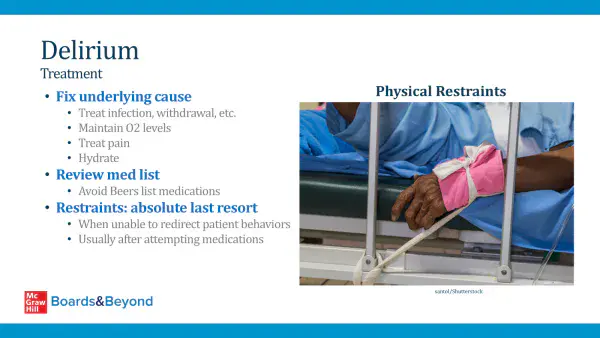 Delirium
Treatment
• Fix underlying cause
• Treat infection, withdrawal, etc.
• Maintain O2 levels
• Treat pain
• Hydrate
• Review med list
• Avoid Beers list medications
• Restraints: absolute last resort
• When unable to redirect patient behaviors
• Usually after attempting medications
Physical Restraints
santol/Shutterstock
Mc
Graw
Hill
Boards&Beyond